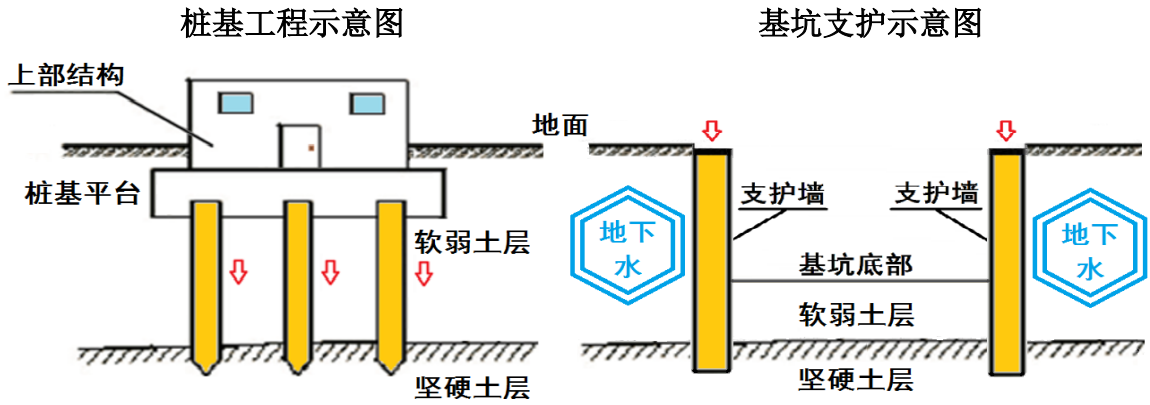 桩基工程示意图
上部结构
桩基平台
软弱土层
坚硬土层
地面
基坑支护示意图
支护墙
支护墙
地下
水
地下
水
基坑底部
软弱土层
坚硬土层